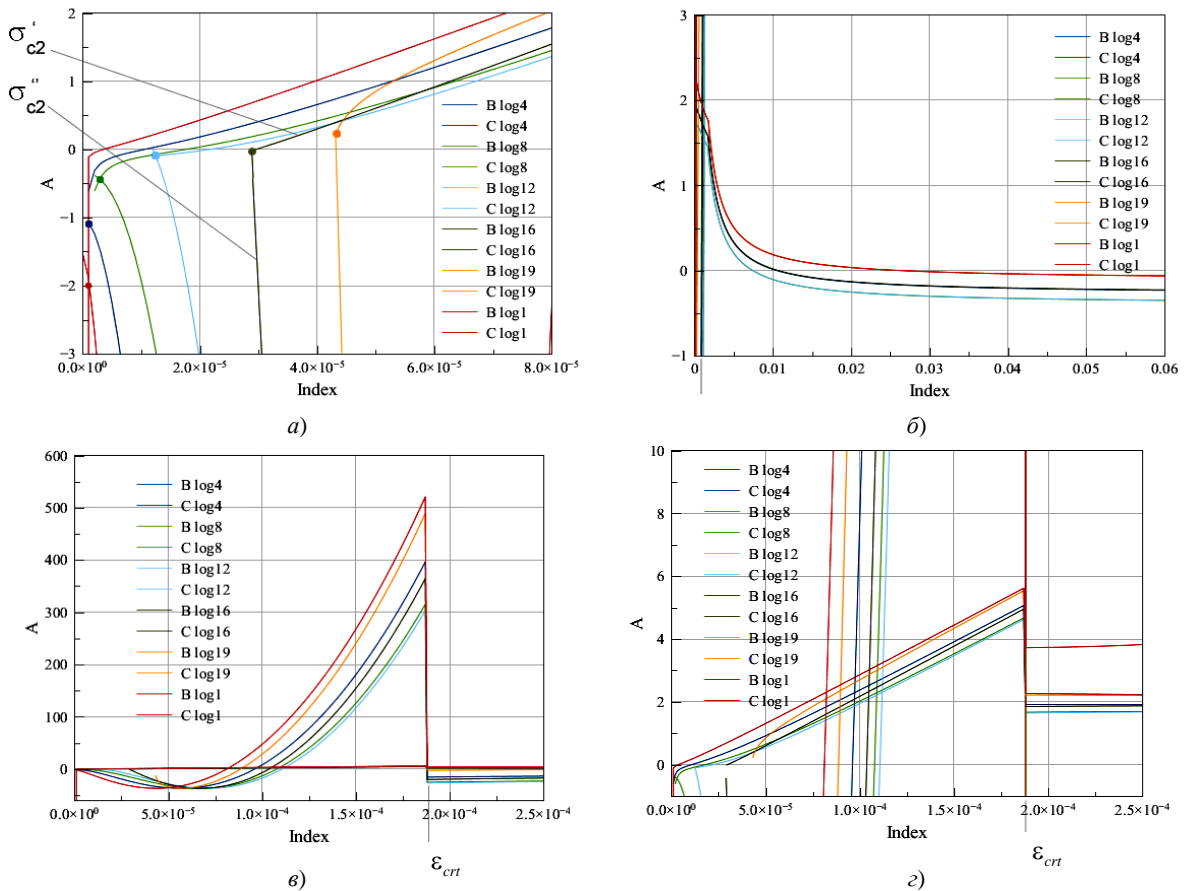 2
1
0
−1
−2
−3
A
σ'c2
σ"c2
B log4
C log4
B log8
C log8
B log12
C log12
B log16
C log16
B log19
C log19
B log1
C log1
0.0×10⁰
2.0×10⁻⁵
4.0×10⁻⁵
6.0×10⁻⁵
8.0×10⁻⁵
Index
а)
3
2
1
0
−1
A
B log4
C log4
B log8
C log8
B log12
C log12
B log16
C log16
B log19
C log19
B log1
C log1
0
0.01
0.02
0.03
0.04
0.05
0.06
Index
б)
600
500
400
300
200
100
0
A
B log4
C log4
B log8
C log8
B log12
C log12
B log16
C log16
B log19
C log19
B log1
C log1
0.0×10⁰
5.0×10⁻⁵
1.0×10⁻⁴
1.5×10⁻⁴
2.0×10⁻⁴
2.5×10⁻⁴
Index
εcrt
в)
10
8
6
4
2
0
A
B log4
C log4
B log8
C log8
B log12
C log12
B log16
C log16
B log19
C log19
B log1
C log1
0.0×10⁰
5.0×10⁻⁵
1.0×10⁻⁴
1.5×10⁻⁴
2.0×10⁻⁴
2.5×10⁻⁴
Index
εcrt
г)